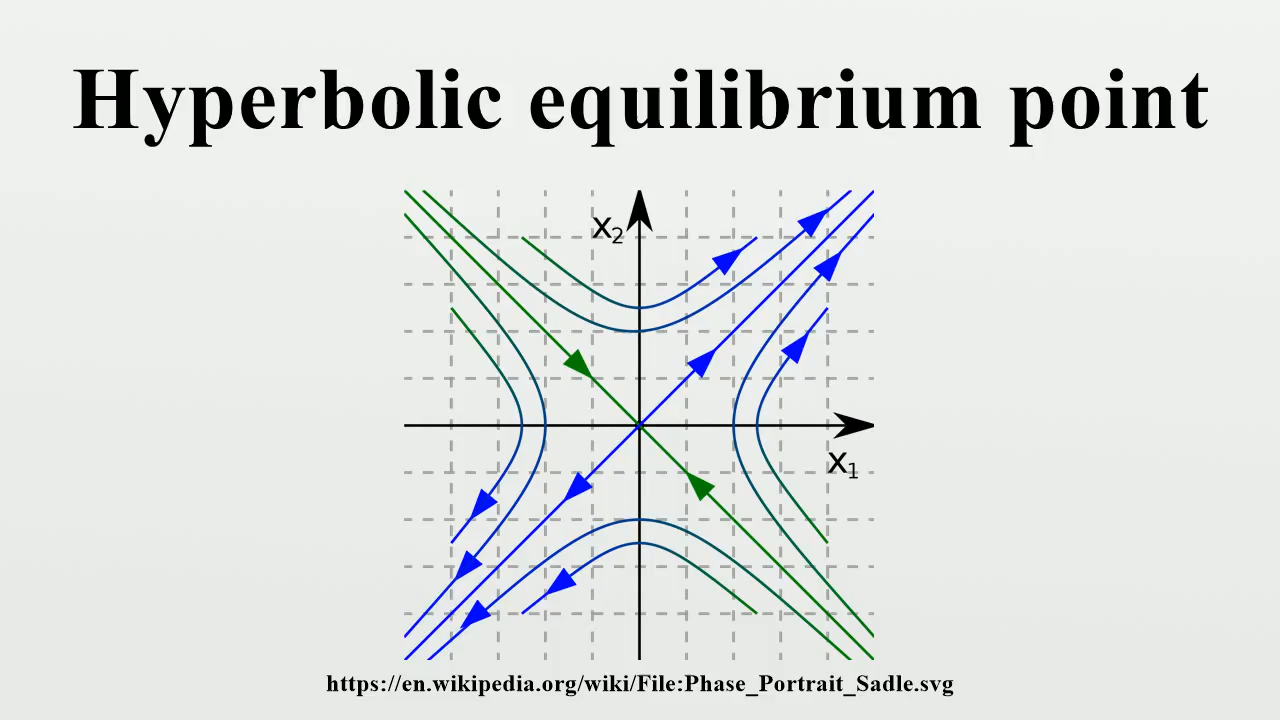 Hyperbolic equilibrium point
x2
x1
https://en.wikipedia.org/wiki/File:Phase_Portrait_Sadle.svg